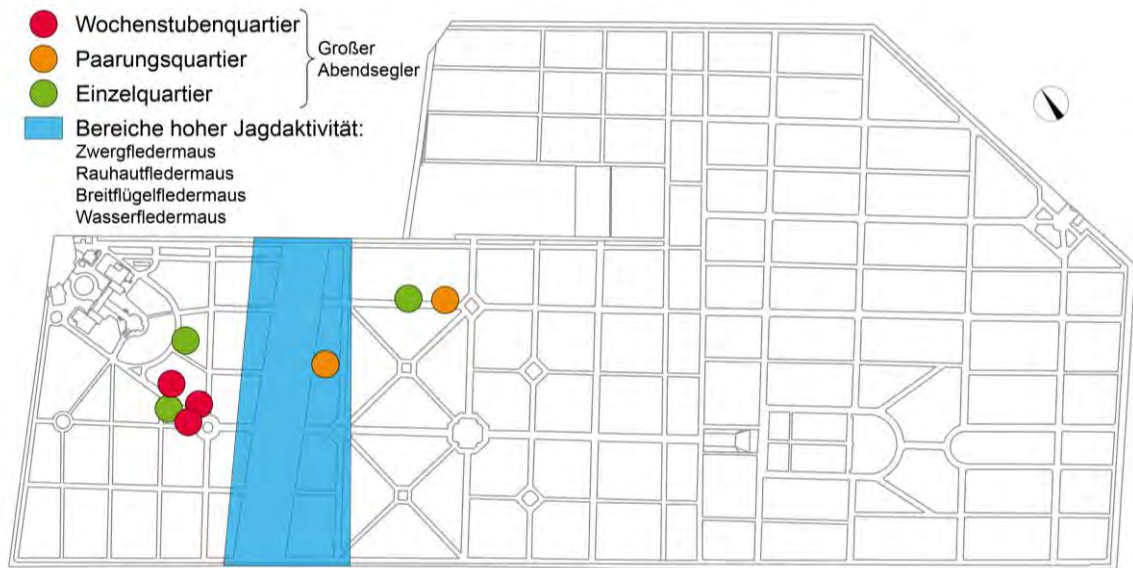 Wochenstubenquartier
Paarungsquartier
Einzelquartier
Großer
Abendsegler
Bereiche hoher Jagdaktivität:
Zwergfledermaus
Rauhautfledermaus
Breitflügelfledermaus
Wasserfledermaus